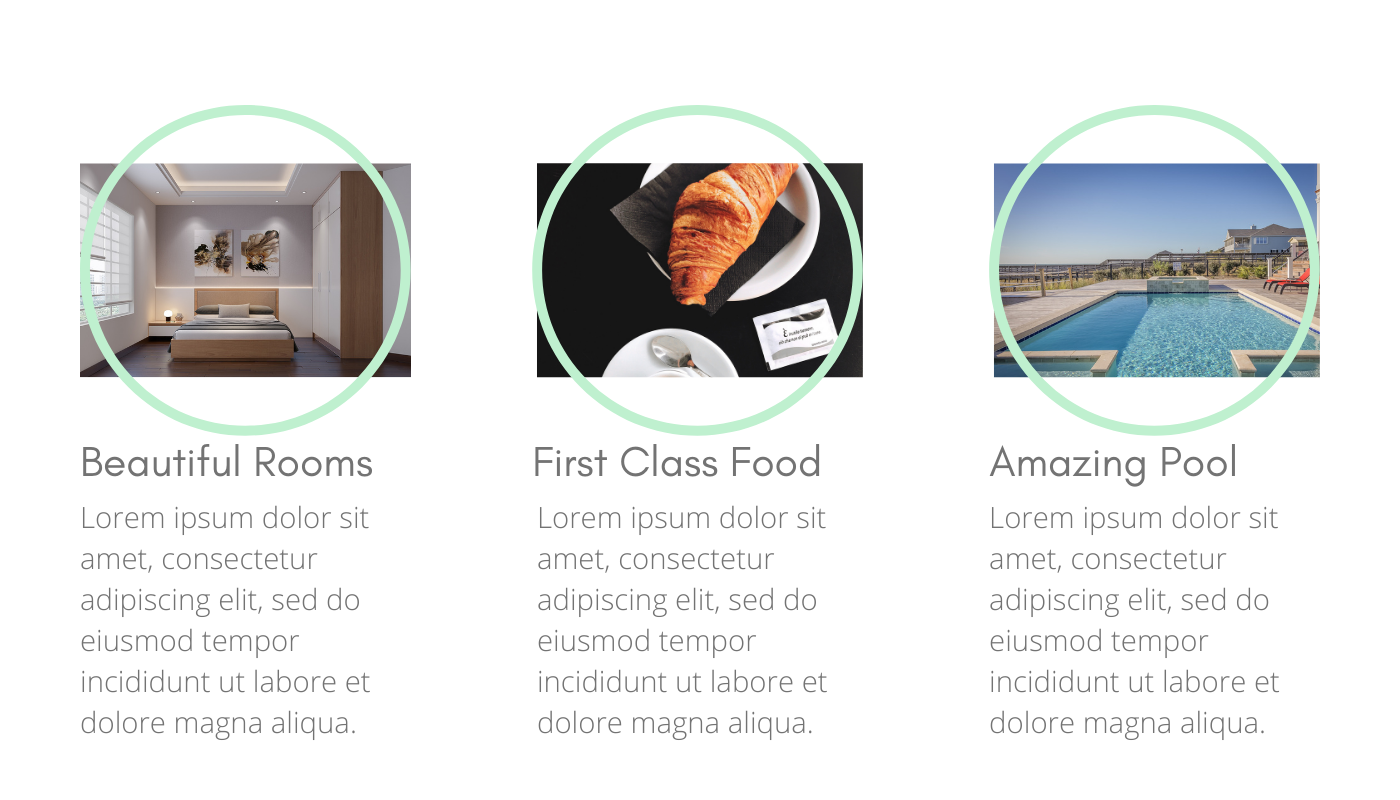 Beautiful Rooms
Lorem ipsum dolor sit
amet, consectetur
adipiscing elit, sed do
eiusmod tempor
incididunt ut labore et
dolore magna aliqua.
First Class Food
Lorem ipsum dolor sit
amet, consectetur
adipiscing elit, sed do
eiusmod tempor
incididunt ut labore et
dolore magna aliqua.
Amazing Pool
Lorem ipsum dolor sit
amet, consectetur
adipiscing elit, sed do
eiusmod tempor
incididunt ut labore et
dolore magna aliqua.